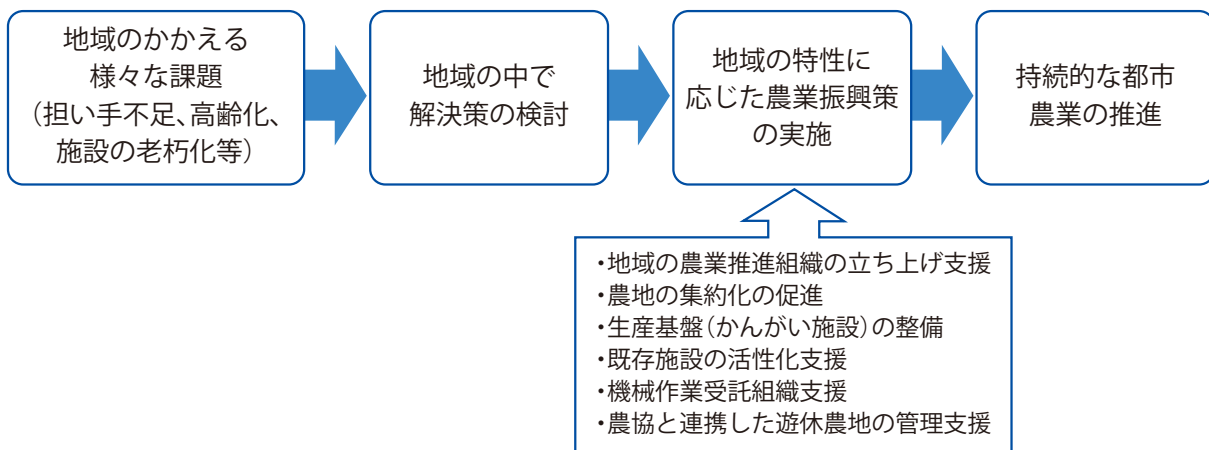 地域のかかえる
様々な課題
（担い手不足、高齢化、
施設の老朽化等）
地域の中で
解決策の検討
地域の特性に
応じた農業振興策
の実施
持続的な都市
農業の推進
・地域の農業推進組織の立ち上げ支援
・農地の集約化の促進
・生産基盤（かんがい施設）の整備
・既存施設の活性化支援
・機械作業受託組織支援
・農協と連携した遊休農地の管理支援